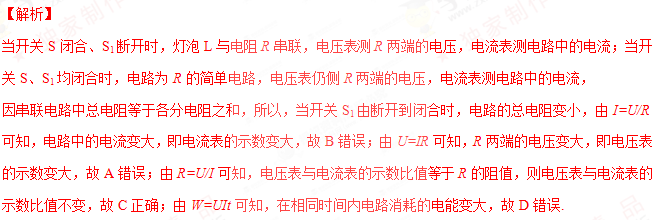 【解析】
当开关 S 闭合、S₁断开时，灯泡 L 与电阻 R 串联，电压表测 R 两端的电压，电流表测电路中的电流；当开
关 S、S₁均闭合时，电路为 R 的简单电路，电压表仍侧 R 两端的电压，电流表测电路中的电流，
因串联电路中总电阻等于各分电阻之和，所以，当开关 S₁由断开到闭合时，电路的总电阻变小，由 I=U/R
可知，电路中的电流变大，即电流表的示数变大，故 B 错误；由 U=IR 可知，R 两端的电压变大，即电压表
的示数变大，故 A 错误；由 R=U/I 可知，电压表与电流表的示数比值等于 R 的阻值，则电压表与电流表的
示数比值不变，故 C 正确；由 W=UIt 可知，在相同时间内电路消耗的电能变大，故 D 错误.